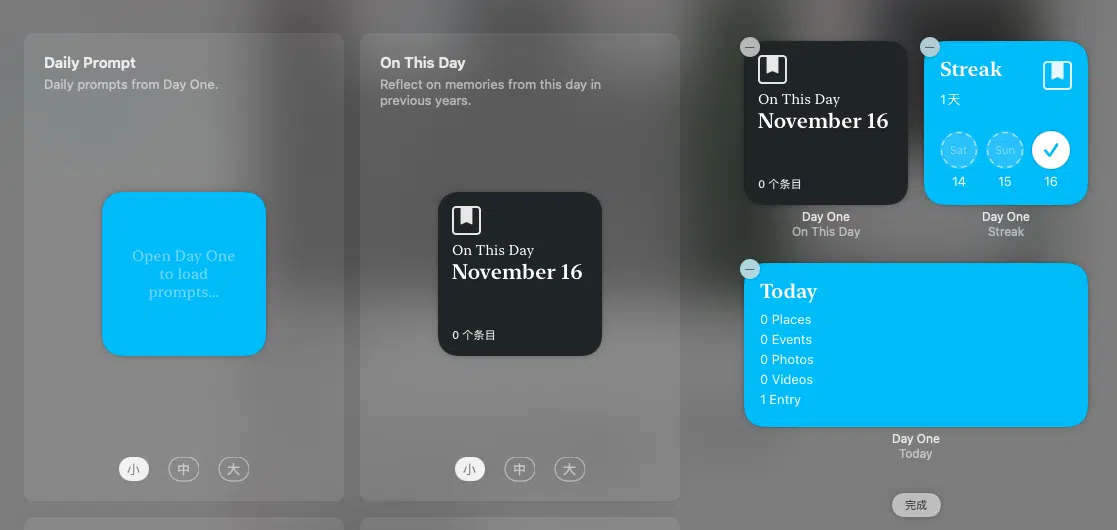 Daily Prompt
Daily prompts from Day One.
Open Day One
to load
prompts...
小
中
大
On This Day
Reflect on memories from this day in
previous years.
On This Day
November 16
0 个条目
小
中
大
On This Day
November 16
0 个条目
Day One
On This Day
Streak
1天
Sat
Sun
14
15
16
Day One
Streak
Today
0 Places
0 Events
0 Photos
0 Videos
1 Entry
Day One
Today
完成